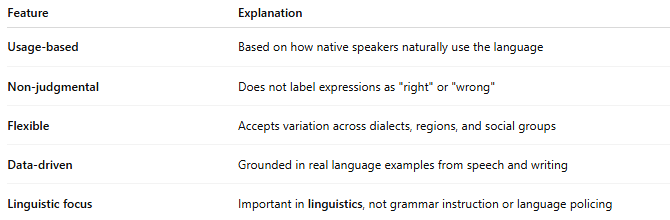 Feature Explanation
Usage-based Based on how native speakers naturally use the language
Non-judgmental Does not label expressions as "right" or "wrong"
Flexible Accepts variation across dialects, regions, and social groups
Data-driven Grounded in real language examples from speech and writing
Linguistic focus Important in linguistics, not grammar instruction or language policing